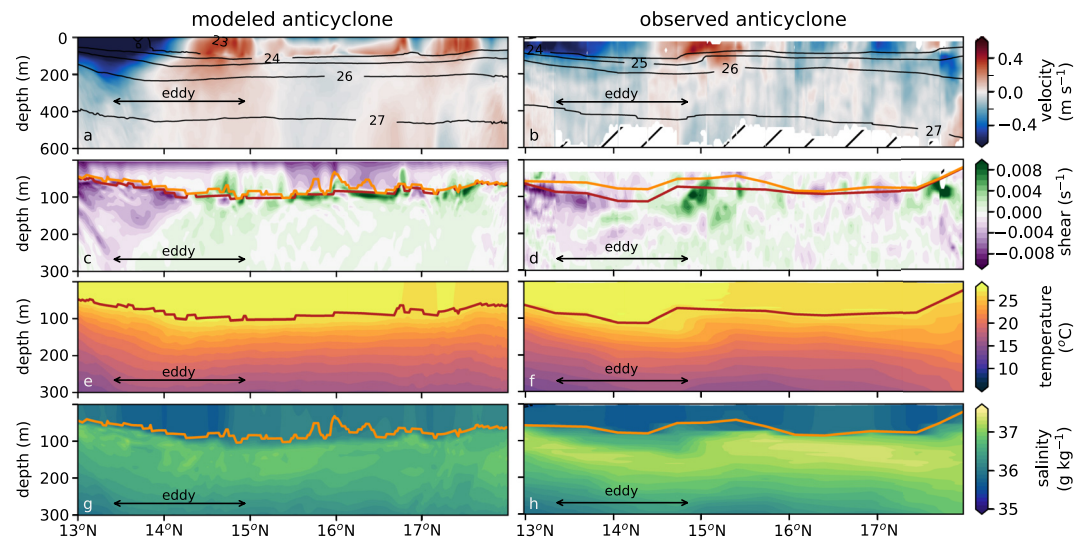 modeled anticyclone
observed anticyclone
0
200
400
600
depth (m)
23
24
26
27
eddy
a
24
25
26
27
eddy
b
0.4
0.0
−0.4
velocity
(m s⁻¹)
0
100
200
300
depth (m)
eddy
c
eddy
d
0.008
0.004
0.000
−0.004
−0.008
shear (s⁻¹)
100
200
300
depth (m)
eddy
e
eddy
f
25
20
15
10
temperature
(°C)
100
200
300
depth (m)
eddy
g
eddy
h
37
36
35
salinity
(g kg⁻¹)
13°N
14°N
15°N
16°N
17°N
13°N
14°N
15°N
16°N
17°N